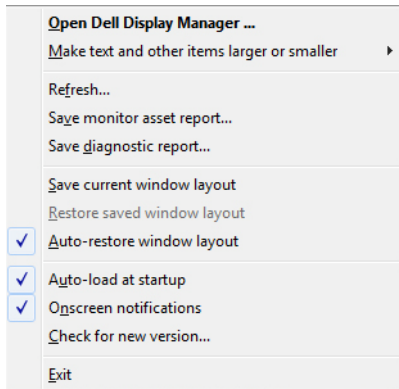 Open Dell Display Manager ...
Make text and other items larger or smaller
Refresh...
Save monitor asset report...
Save diagnostic report...
Save current window layout
Restore saved window layout
Auto-restore window layout
Auto-load at startup
Onscreen notifications
Check for new version...
Exit